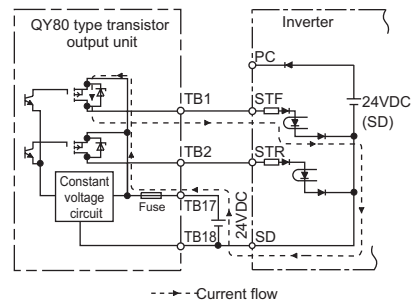 QY80 type transistor
output unit
Inverter
PC
TB1
STF
24VDC
(SD)
TB2
STR
Constant
voltage
circuit
Fuse
TB17
24VDC
TB18
SD
Current flow